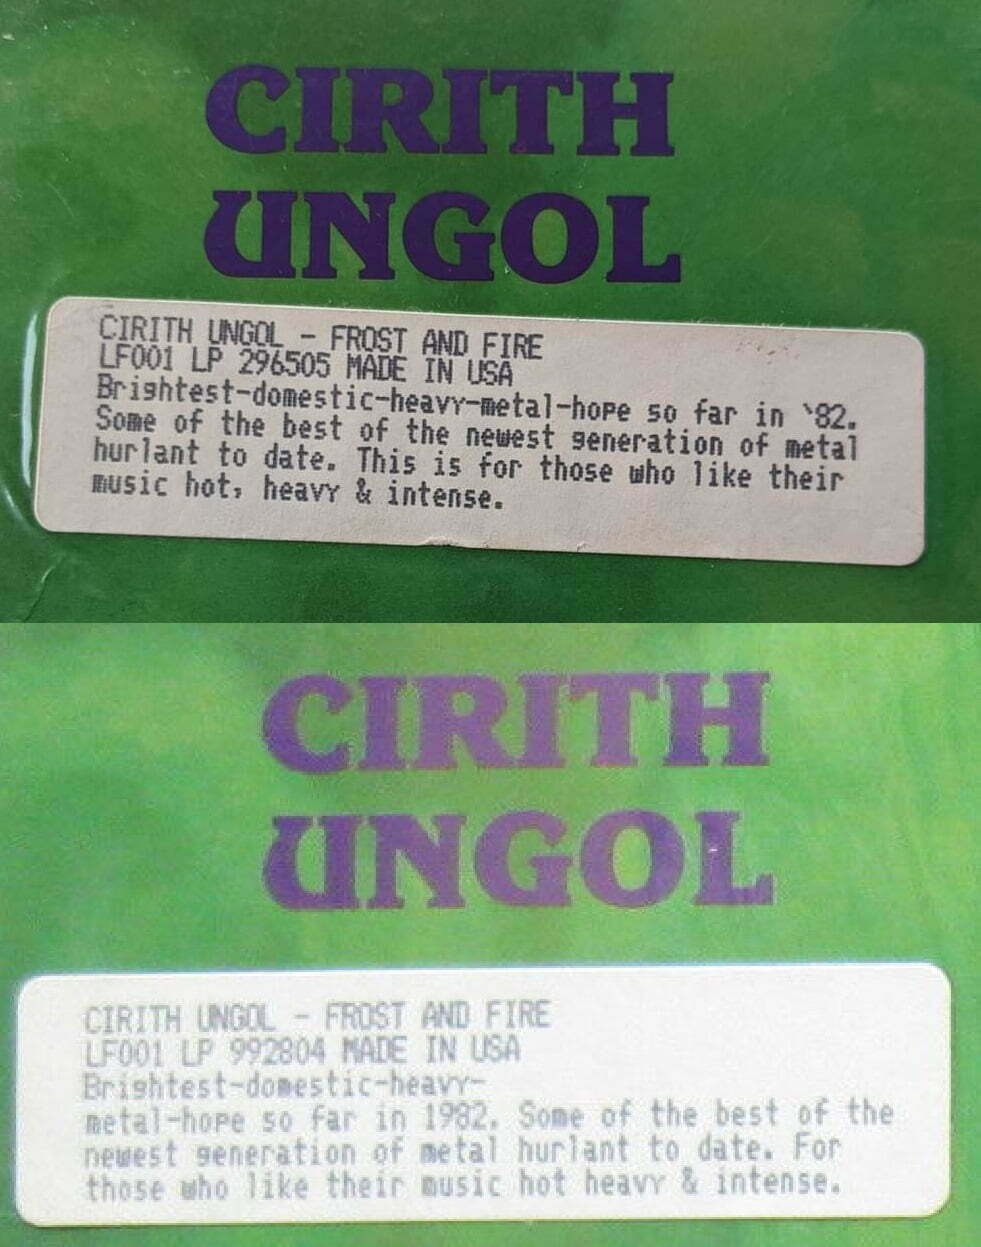 CIRITH
UNGOL
CIRITH UNGOL - FROST AND FIRE
LF001 LP 296505 MADE IN USA
Brightest-domestic-heavy-metal-hope so far in `82.
Some of the best of the newest generation of metal
hurlant to date. This is for those who like their
music hot, heavy & intense.
CIRITH
UNGOL
CIRITH UNGOL - FROST AND FIRE
LF001 LP 992804 MADE IN USA
Brightest-domestic-heavy-
metal-hope so far in 1982. Some of the best of the
newest generation of metal hurlant to date. For
those who like their music hot heavy & intense.